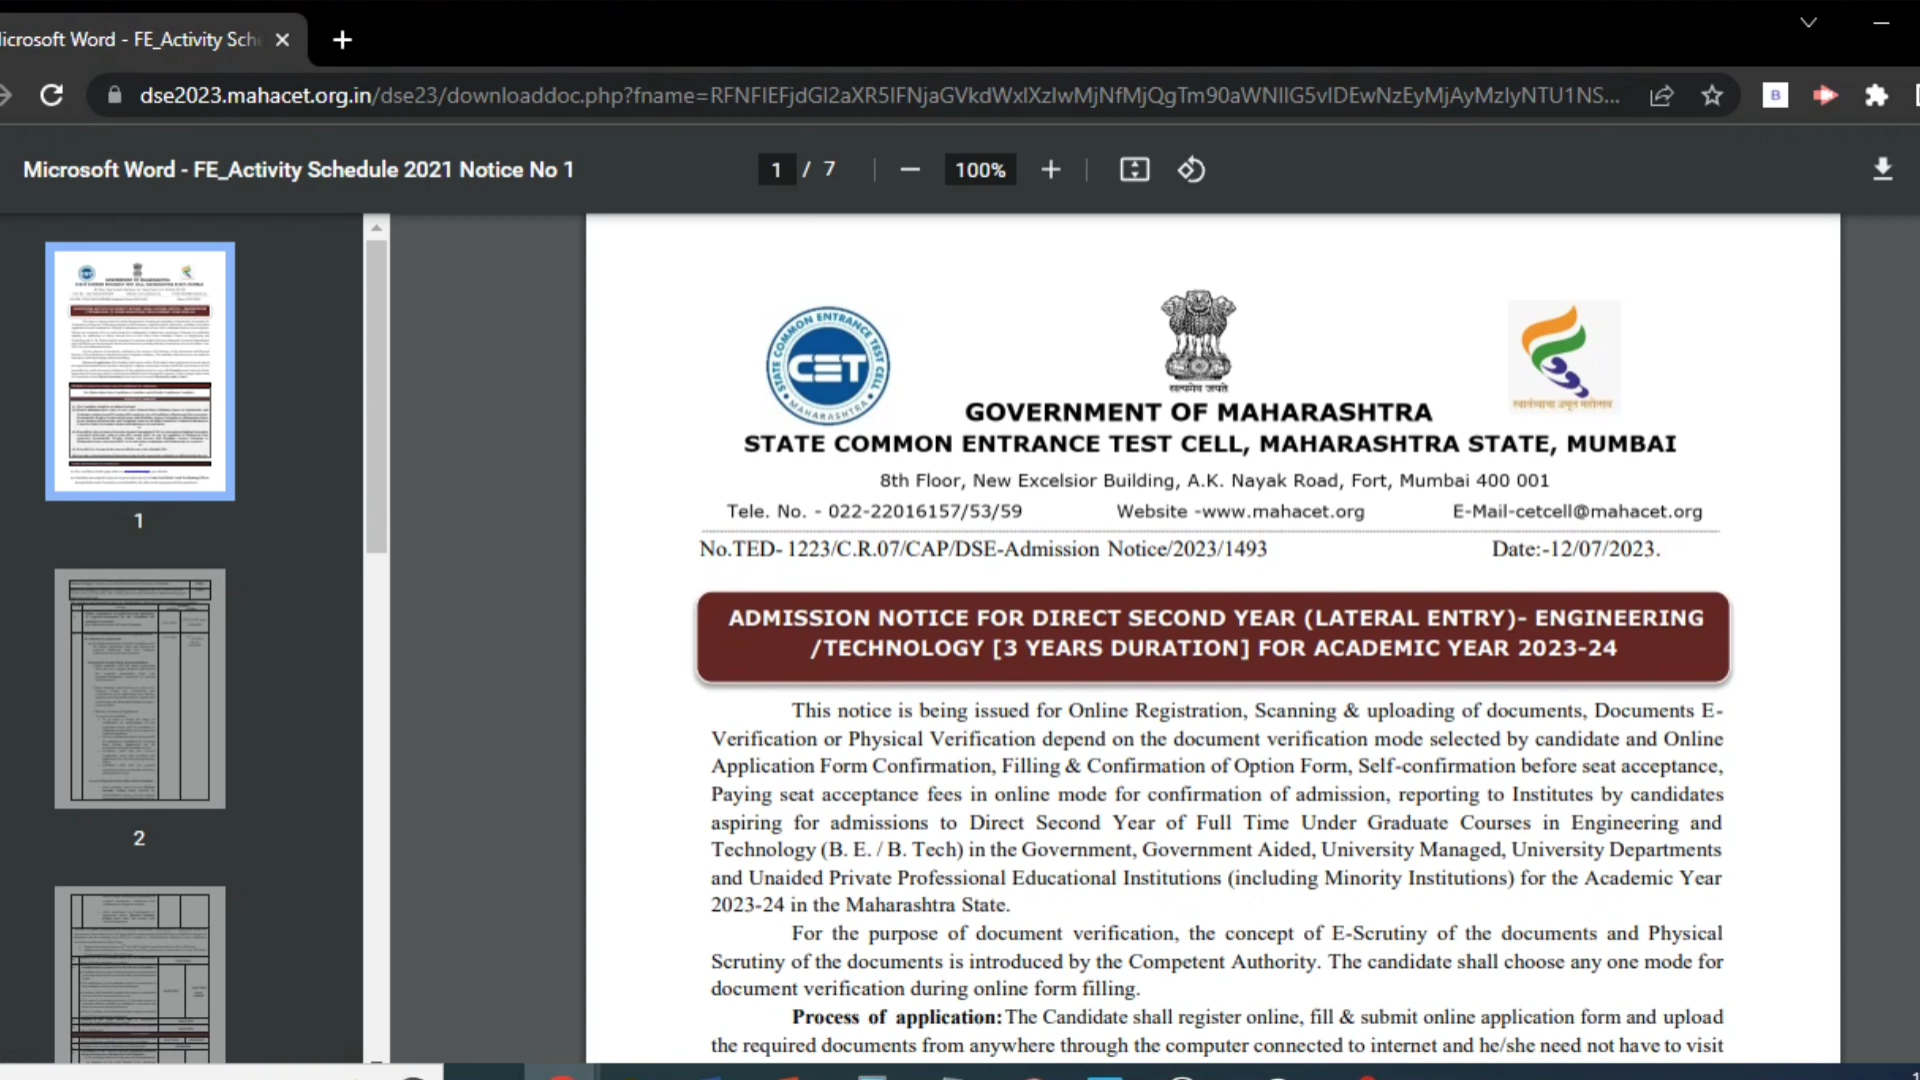 icrosoft Word - FE_Activity Sch
dse2023.mahacet.org.in/dse23/downloaddoc.php?fname=RFNFIEFjdGl2aXR5IFNjaGVkdWxlXzIwMjNfMjQgTm90aWNlIG5vIDEwNzEyMjAyMzIyNTU1NS...
Microsoft Word - FE_Activity Schedule 2021 Notice No 1
1 / 7
100%
1
2
STATE COMMON ENTRANCE TEST CELL
CET
MAHARASHTRA
सत्यमेव जयते
GOVERNMENT OF MAHARASHTRA
STATE COMMON ENTRANCE TEST CELL, MAHARASHTRA STATE, MUMBAI
8th Floor, New Excelsior Building, A.K. Nayak Road, Fort, Mumbai 400 001
Tele. No. - 022-22016157/53/59 Website -www.mahacet.org E-Mail-cetcell@mahacet.org
No.TED- 1223/C.R.07/CAP/DSE-Admission Notice/2023/1493 Date:-12/07/2023.
ADMISSION NOTICE FOR DIRECT SECOND YEAR (LATERAL ENTRY)- ENGINEERING
/TECHNOLOGY [3 YEARS DURATION] FOR ACADEMIC YEAR 2023-24
This notice is being issued for Online Registration, Scanning & uploading of documents, Documents E-
Verification or Physical Verification depend on the document verification mode selected by candidate and Online
Application Form Confirmation, Filling & Confirmation of Option Form, Self-confirmation before seat acceptance,
Paying seat acceptance fees in online mode for confirmation of admission, reporting to Institutes by candidates
aspiring for admissions to Direct Second Year of Full Time Under Graduate Courses in Engineering and
Technology (B. E. / B. Tech) in the Government, Government Aided, University Managed, University Departments
and Unaided Private Professional Educational Institutions (including Minority Institutions) for the Academic Year
2023-24 in the Maharashtra State.
For the purpose of document verification, the concept of E-Scrutiny of the documents and Physical
Scrutiny of the documents is introduced by the Competent Authority. The candidate shall choose any one mode for
document verification during online form filling.
Process of application: The Candidate shall register online, fill & submit online application form and upload
the required documents from anywhere through the computer connected to internet and he/she need not have to visit